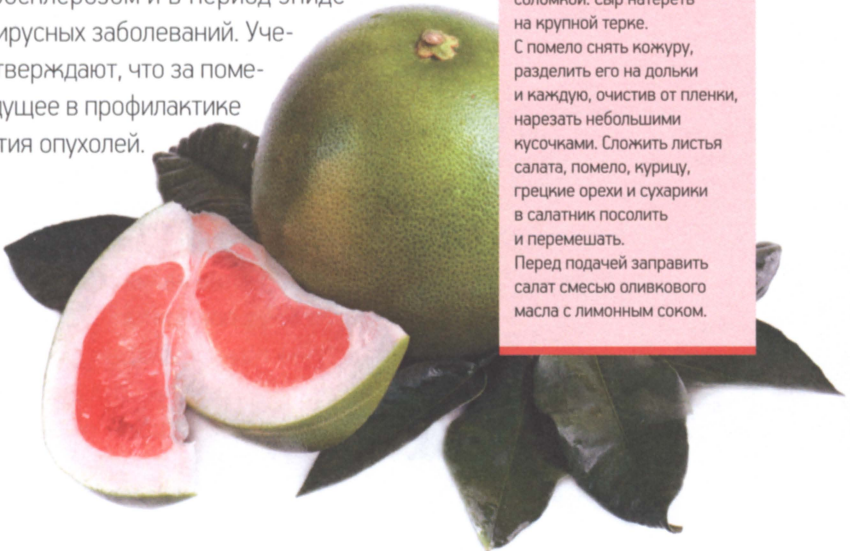 и в период эпиде
вирусных заболеваний. Уче-
тверждают, что за поме-
дущее в профилактике
тия опухолей.
соломкой. Сыр натереть
на крупной терке.
С помело снять кожуру,
разделить его на дольки
и каждую, очистив от пленки,
нарезать небольшими
кусочками. Сложить листья
салата, помело, курицу,
грецкие орехи и сухарики
в салатник посолить
и перемешать.
Перед подачей заправить
салат смесью оливкового
масла с лимонным соком.